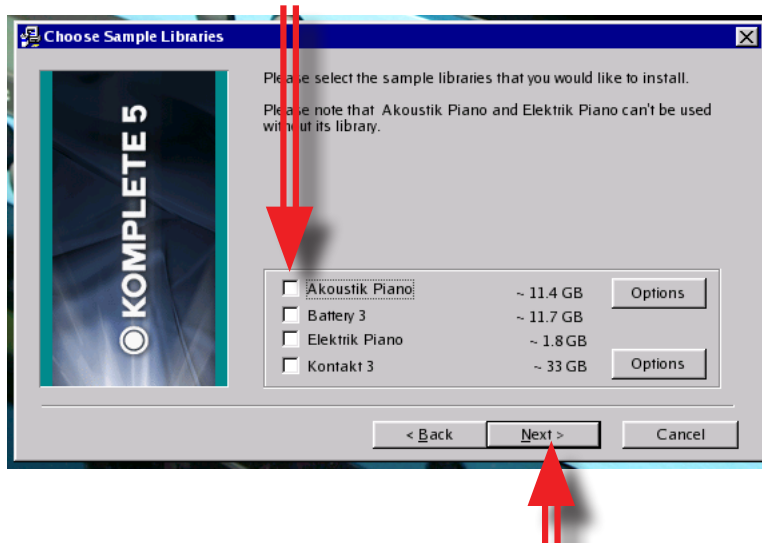 Choose Sample Libraries
KOMPLETE 5
Please select the sample libraries that you would like to install.
Please note that Akoustik Piano and Elektrik Piano can't be used
without its library.
Akoustik Piano ~ 11.4 GB Options
Battery 3 ~ 11.7 GB
Elektrik Piano ~ 1.8 GB
Kontakt 3 ~ 33 GB Options
< Back Next > Cancel